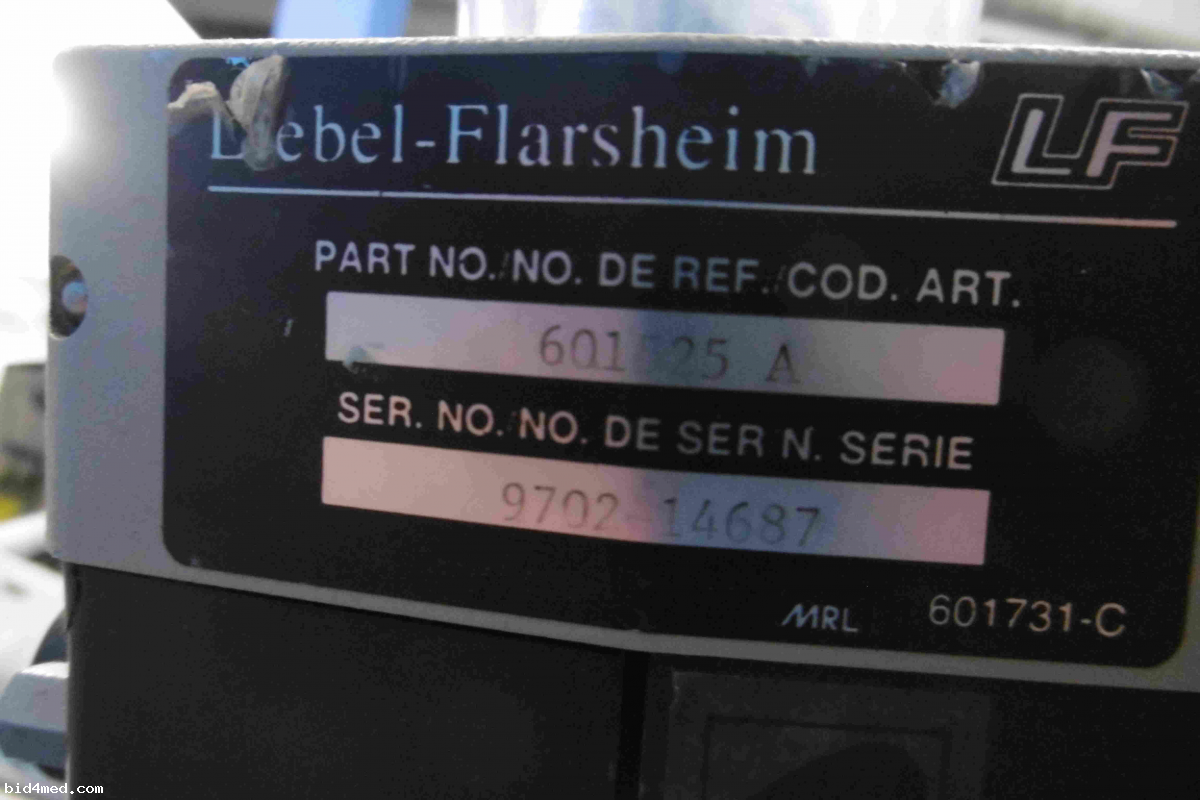 Liebel-Flarsheim LF
PART NO./NO. DE REF./COD. ART.
A
SER. NO./NO. DE SER N. SERIE
9702-14687
MRL 601731-C
bid4med.com